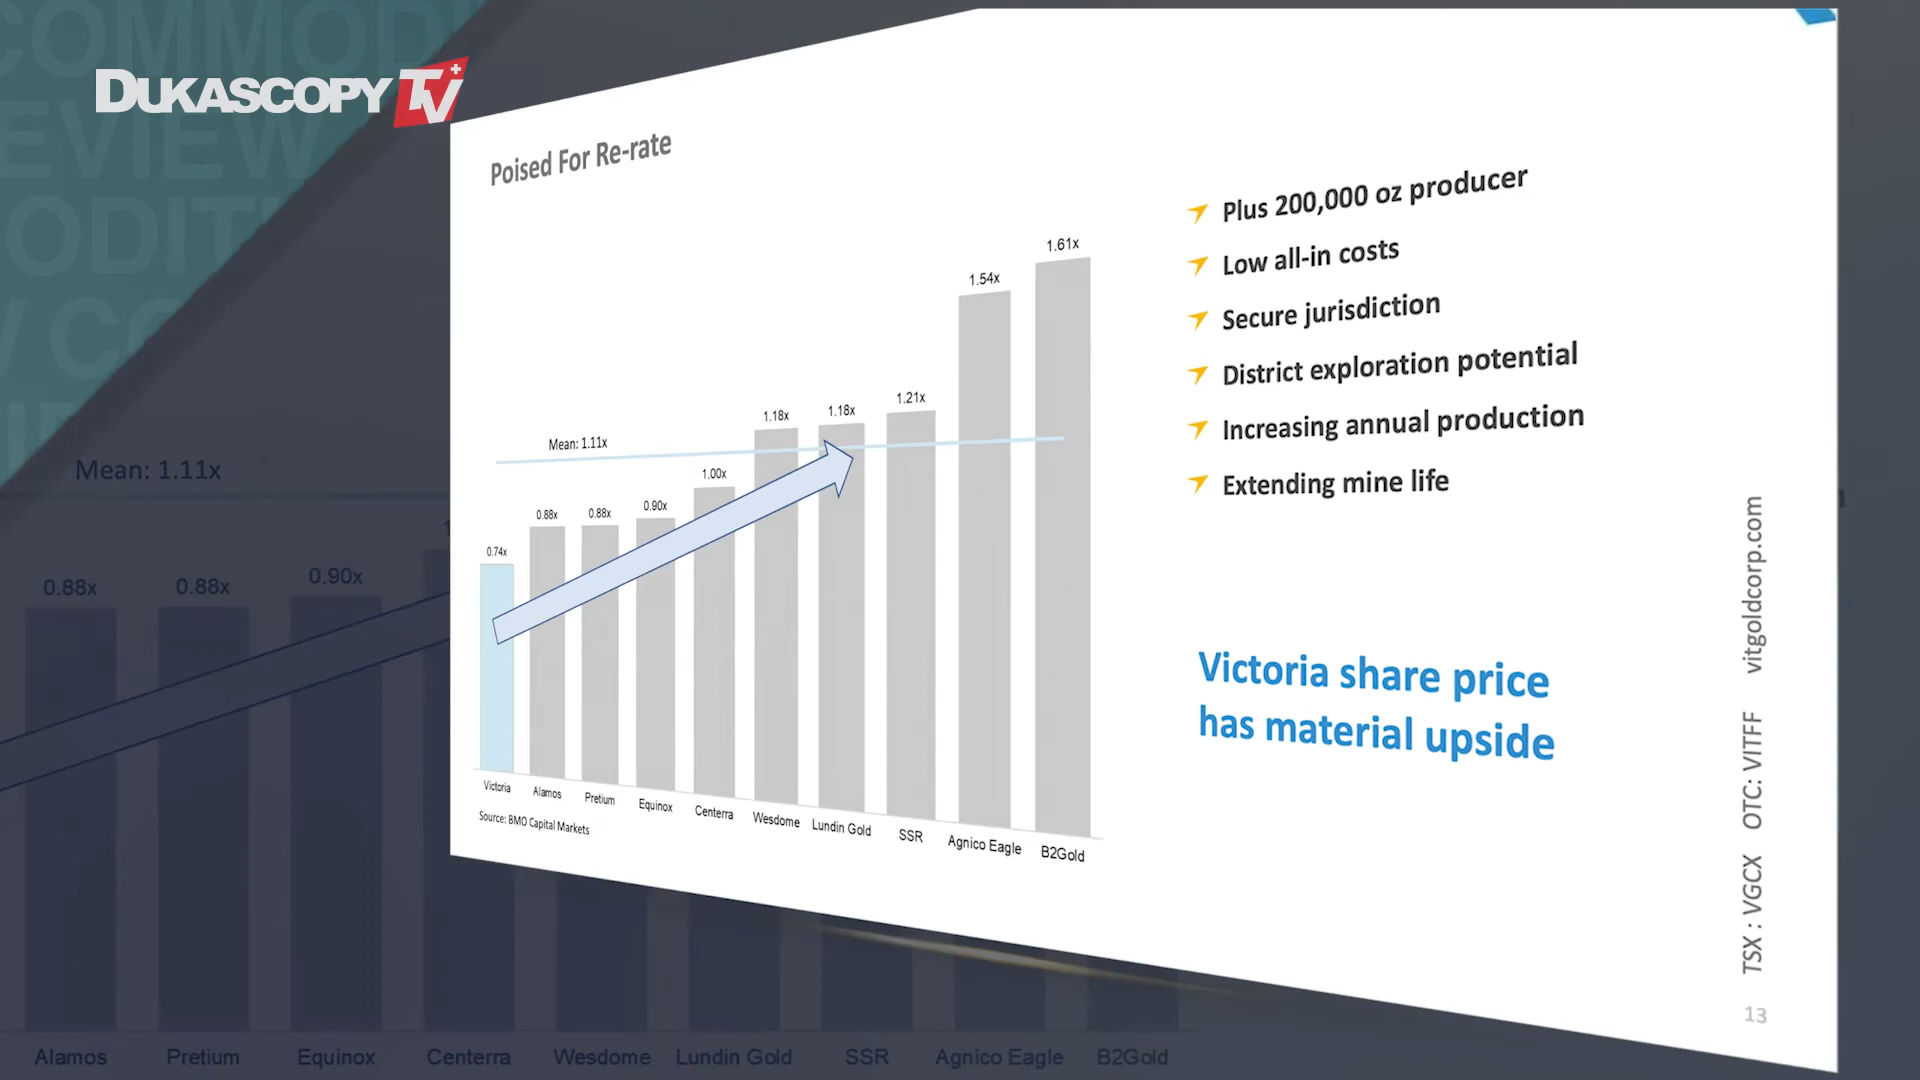 DUKASCOPY TV
Poised For Re-rate
Mean: 1.11x
0.74x
0.88x
0.88x
0.90x
1.00x
1.18x
1.18x
1.21x
1.54x
1.61x
Victoria
Alamos
Pretium
Equinox
Centerra
Wesdome
Lundin Gold
SSR
Agnico Eagle
B2Gold
Source: BMO Capital Markets
Plus 200,000 oz producer
Low all-in costs
Secure jurisdiction
District exploration potential
Increasing annual production
Extending mine life
Victoria share price
has material upside
TSX : VGCX OTC: VITFF vitgoldcorp.com
13
COMMODI
EVIEW
ODITI
Mean: 1.11x
0.88x
0.88x
0.90x
Alamos
Pretium
Equinox
Centerra
Wesdome
Lundin Gold
SSR
Agnico Eagle
B2Gold